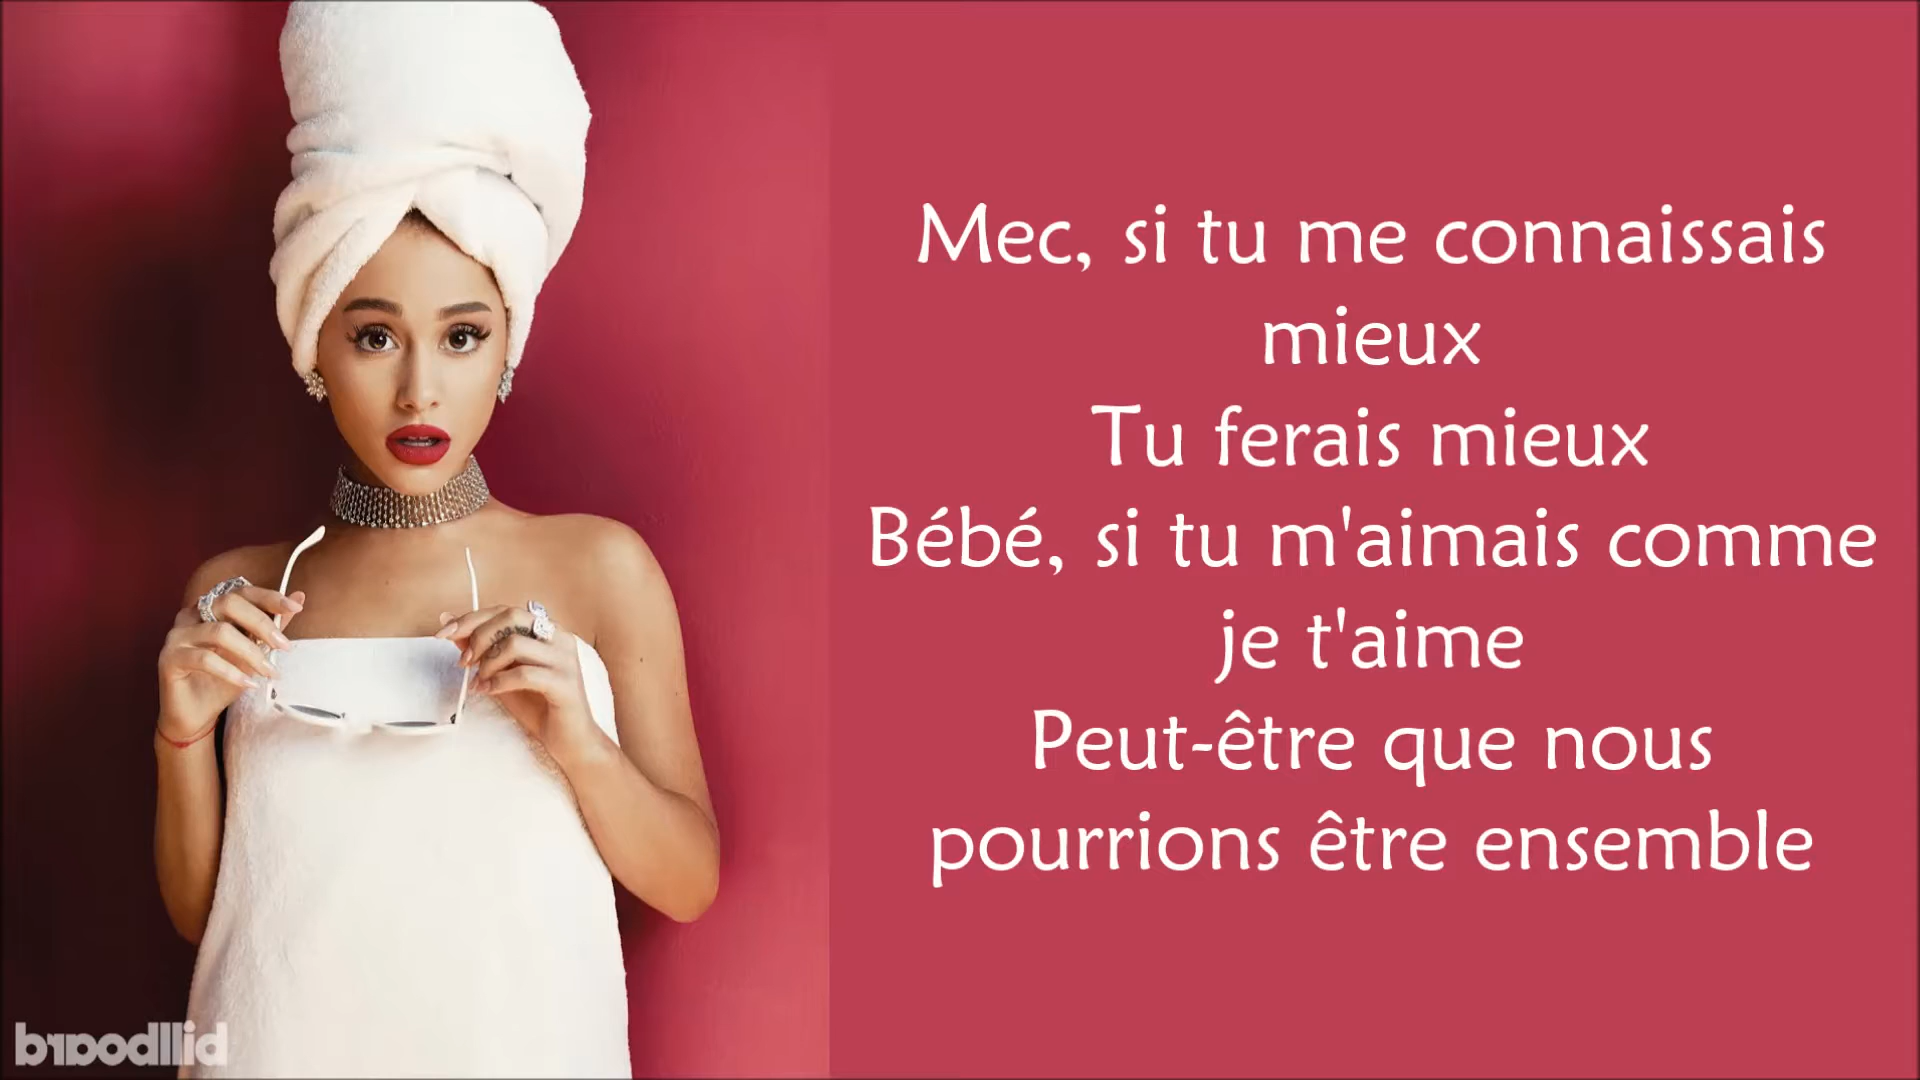 Mec, si tu me connaissais
mieux
Tu ferais mieux
Bébé, si tu m'aimais comme
je t'aime
Peut-être que nous
pourrions être ensemble
billboard